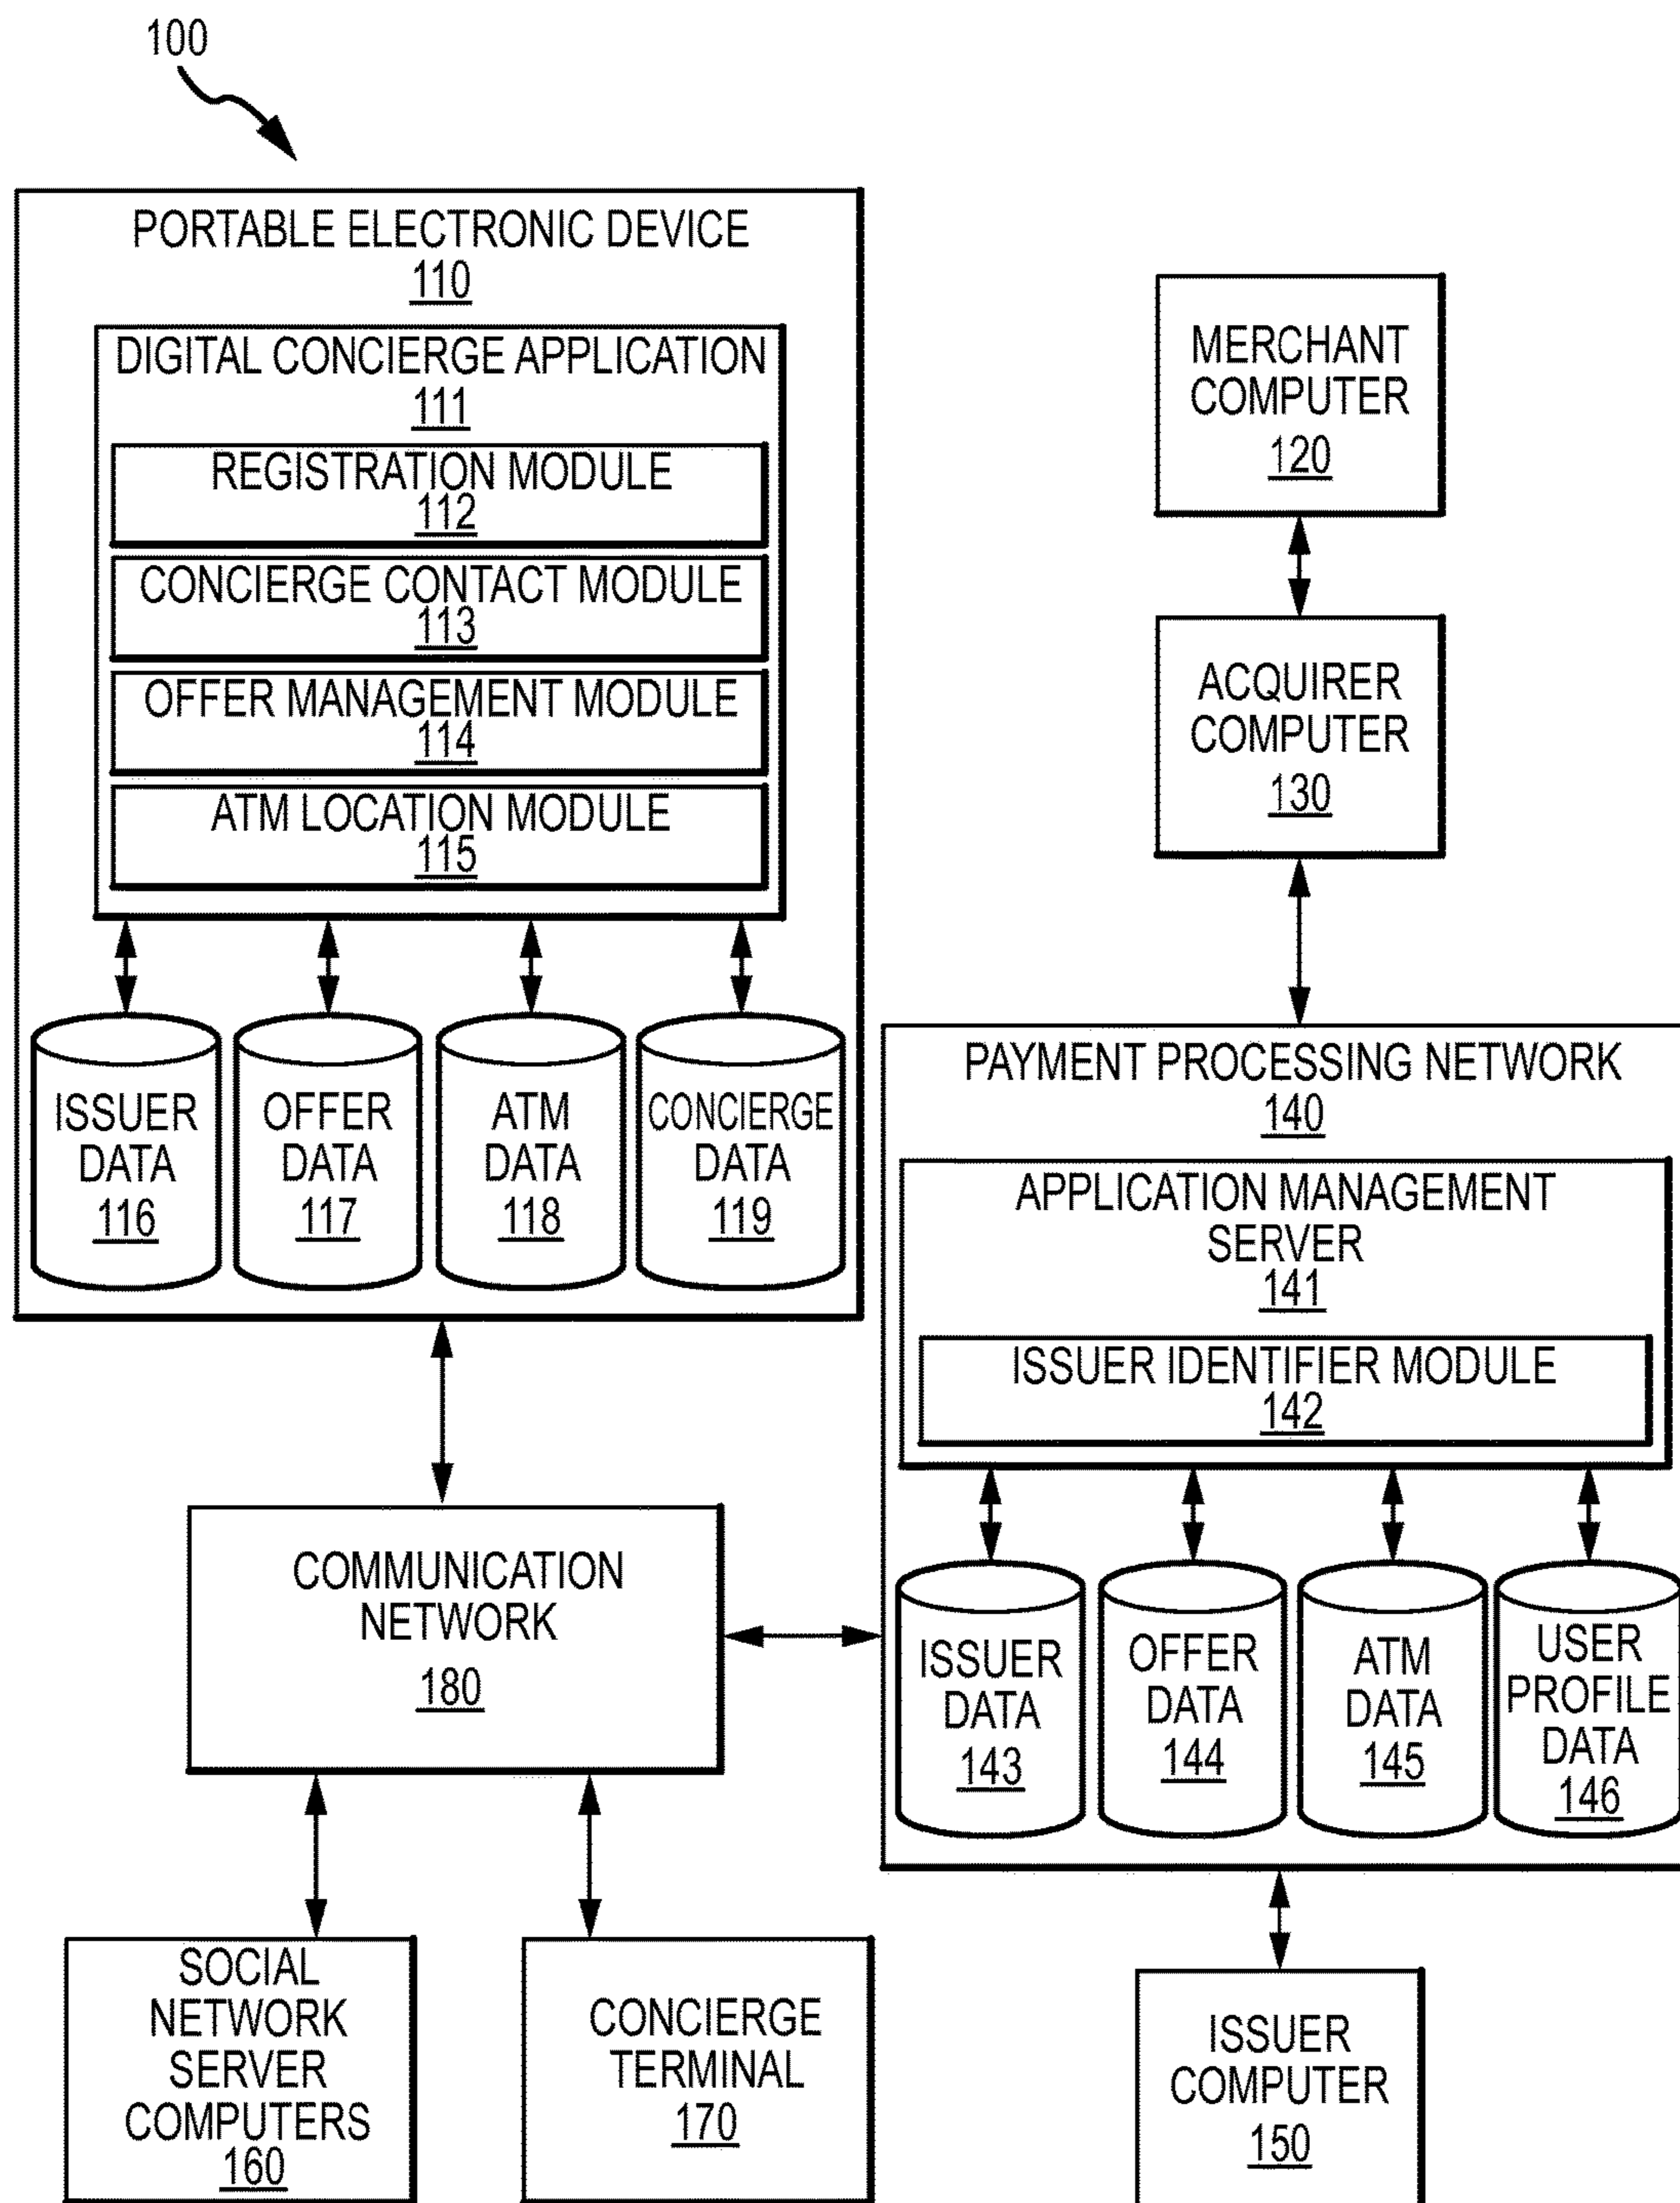 100
PORTABLE ELECTRONIC DEVICE
110
DIGITAL CONCIERGE APPLICATION
111
REGISTRATION MODULE
112
CONCIERGE CONTACT MODULE
113
OFFER MANAGEMENT MODULE
114
ATM LOCATION MODULE
115
ISSUER
DATA
116
OFFER
DATA
117
ATM
DATA
118
CONCIERGE
DATA
119
MERCHANT
COMPUTER
120
ACQUIRER
COMPUTER
130
PAYMENT PROCESSING NETWORK
140
APPLICATION MANAGEMENT
SERVER
141
ISSUER IDENTIFIER MODULE
142
ISSUER
DATA
143
OFFER
DATA
144
ATM
DATA
145
USER
PROFILE
DATA
146
COMMUNICATION
NETWORK
180
SOCIAL
NETWORK
SERVER
COMPUTERS
160
CONCIERGE
TERMINAL
170
ISSUER
COMPUTER
150